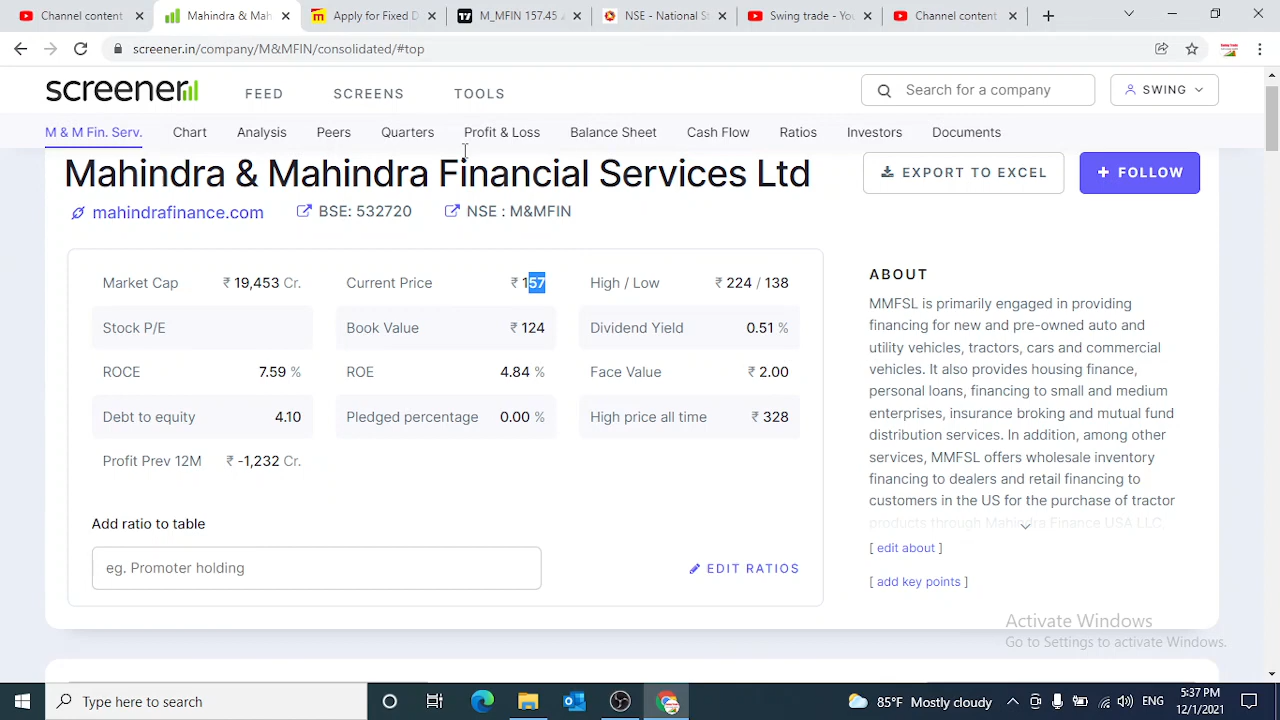 Channel content
Mahindra & Mah
Apply for Fixed D
M_MFIN 157.45
NSE - National S
Swing trade - You
Channel content
screener.in/company/M&MFIN/consolidated/#top
screener
FEED
SCREENS
TOOLS
Search for a company
SWING
M & M Fin. Serv.
Chart
Analysis
Peers
Quarters
Profit & Loss
Balance Sheet
Cash Flow
Ratios
Investors
Documents
Mahindra & Mahindra Financial Services Ltd
EXPORT TO EXCEL
+ FOLLOW
mahindrafinance.com
BSE: 532720
NSE : M&MFIN
Market Cap ₹ 19,453 Cr.
Current Price ₹ 157
High / Low ₹ 224 / 138
Stock P/E
Book Value ₹ 124
Dividend Yield 0.51 %
ROCE 7.59 %
ROE 4.84 %
Face Value ₹ 2.00
Debt to equity 4.10
Pledged percentage 0.00 %
High price all time ₹ 328
Profit Prev 12M ₹ -1,232 Cr.
Add ratio to table
eg. Promoter holding
EDIT RATIOS
ABOUT
MMFSL is primarily engaged in providing
financing for new and pre-owned auto and
utility vehicles, tractors, cars and commercial
vehicles. It also provides housing finance,
personal loans, financing to small and medium
enterprises, insurance broking and mutual fund
distribution services. In addition, among other
services, MMFSL offers wholesale inventory
financing to dealers and retail financing to
customers in the US for the purchase of tractor
products through Mahindra Finance USA LLC
[ edit about ]
[ add key points ]
Activate Windows
Go to Settings to activate Windows.
Type here to search
85°F Mostly cloudy
ENG
5:37 PM
12/1/2021